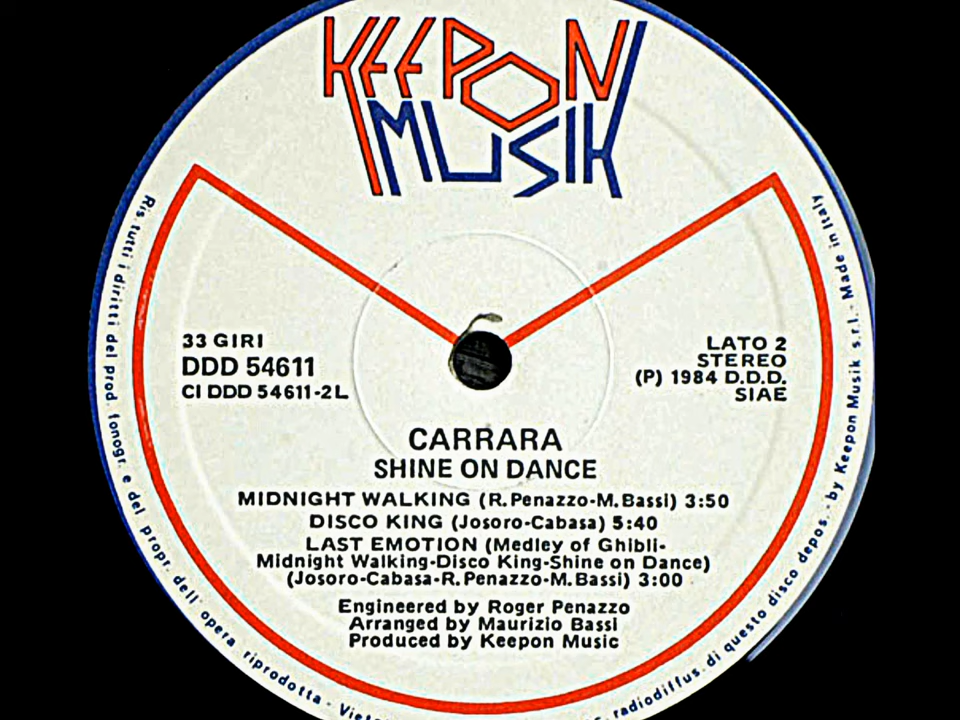 KEEPON
MUSIK
33 GIRI
DDD 54611
CI DDD 54611-2L
LATO 2
STEREO
(P) 1984 D.D.D.
SIAE
CARRARA
SHINE ON DANCE
MIDNIGHT WALKING (R. Penazzo-M. Bassi) 3:50
DISCO KING (Josoro-Cabasa) 5:40
LAST EMOTION (Medley of Ghibli-
Midnight Walking-Disco King-Shine on Dance)
(Josoro-Cabasa-R. Penazzo-M. Bassi) 3:00
Engineered by Roger Penazzo
Arranged by Maurizio Bassi
Produced by Keepon Music
Ris. tutti i diritti del prod. fonogr. e del propr. dell' opera riprodotta -
radiodiffus. di questo disco depos. - by Keepon Musik s.r.l. - Made in Italy